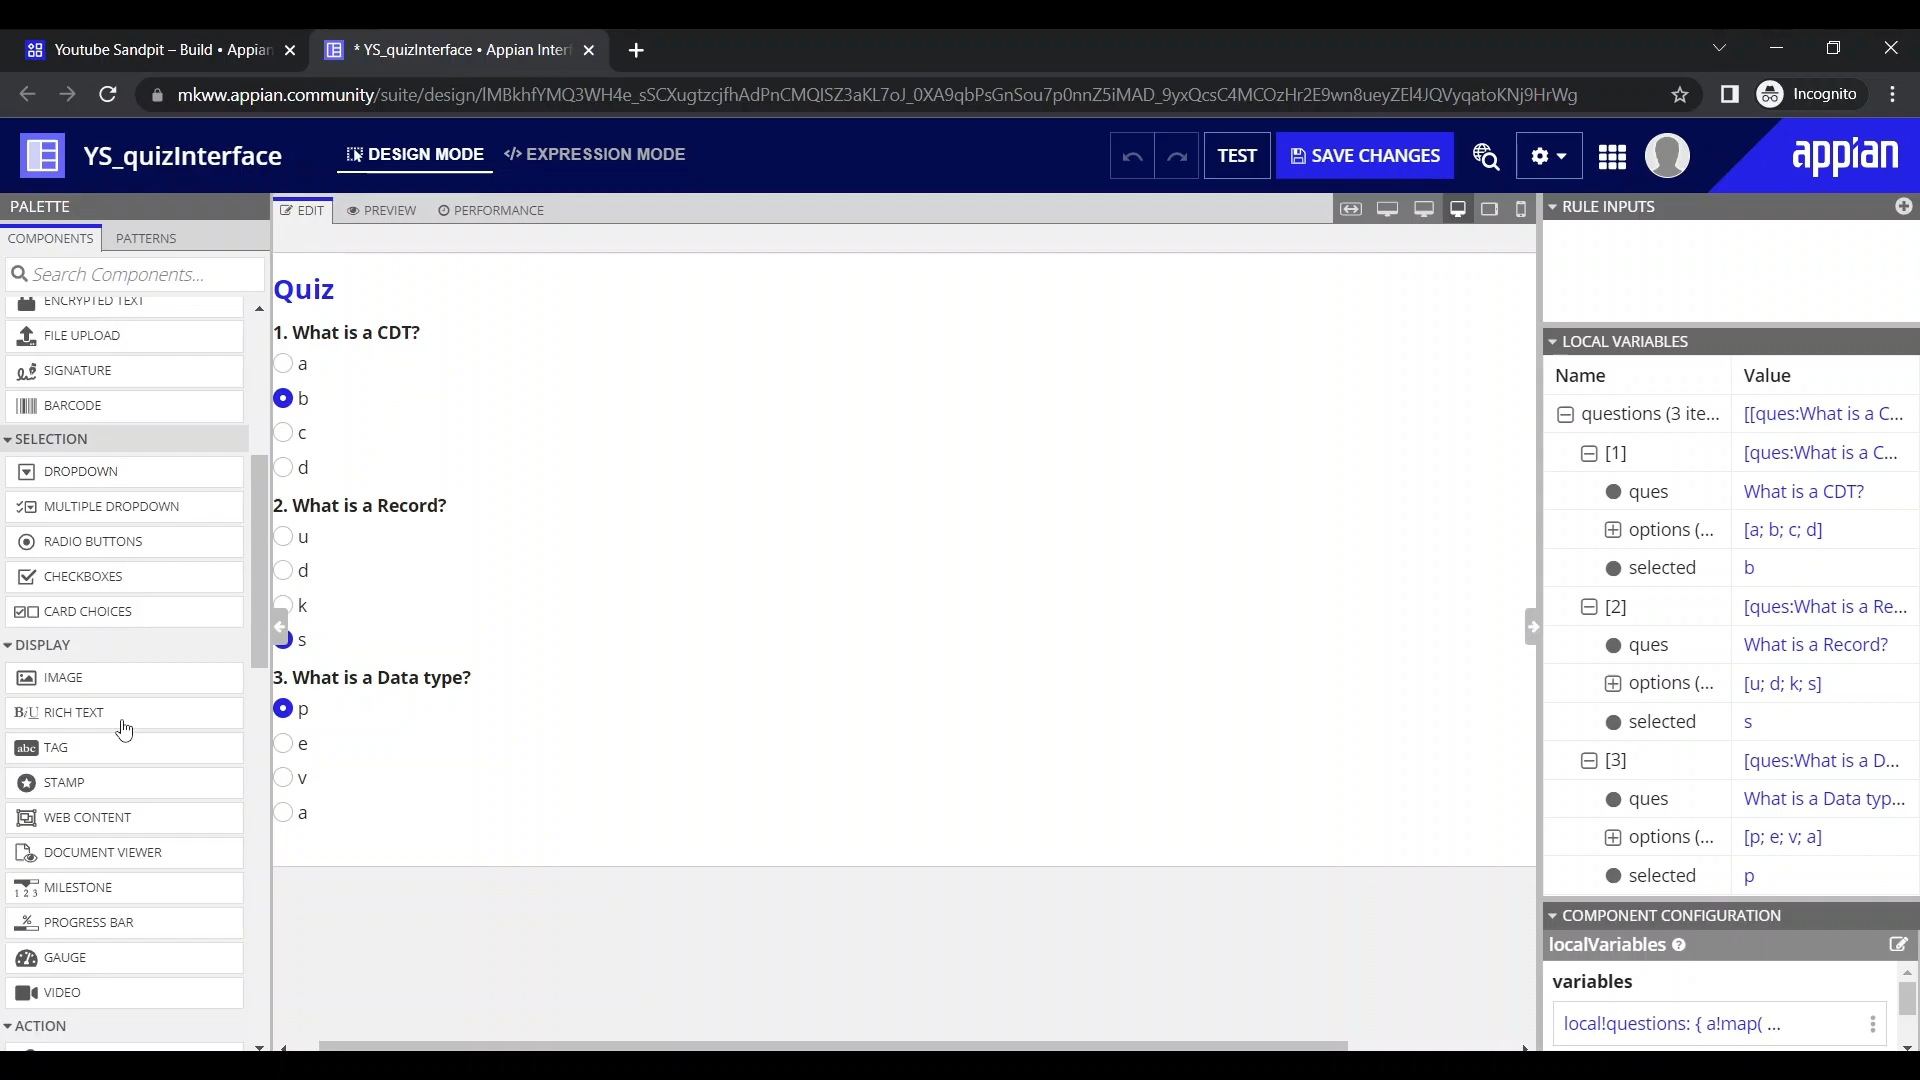 Youtube Sandpit – Build • Appian
* YS_quizInterface • Appian Interf
mkww.appian.community/suite/design/
Incognito
YS_quizInterface
DESIGN MODE
</> EXPRESSION MODE
TEST
SAVE CHANGES
appian
PALETTE
COMPONENTS
PATTERNS
Search Components...
ENCRYPTED TEXT
FILE UPLOAD
SIGNATURE
BARCODE
SELECTION
DROPDOWN
MULTIPLE DROPDOWN
RADIO BUTTONS
CHECKBOXES
CARD CHOICES
DISPLAY
IMAGE
RICH TEXT
abc TAG
STAMP
WEB CONTENT
DOCUMENT VIEWER
1 2 3 MILESTONE
PROGRESS BAR
GAUGE
VIDEO
ACTION
EDIT
PREVIEW
PERFORMANCE
Quiz
1. What is a CDT?
a
b
c
d
2. What is a Record?
u
d
k
s
3. What is a Data type?
p
e
v
a
RULE INPUTS
LOCAL VARIABLES
Name Value
questions (3 ite... [[ques:What is a C...
[1] [ques:What is a C...
ques What is a CDT?
options (... [a; b; c; d]
selected b
[2] [ques:What is a Re...
ques What is a Record?
options (... [u; d; k; s]
selected s
[3] [ques:What is a D...
ques What is a Data typ...
options (... [p; e; v; a]
selected p
COMPONENT CONFIGURATION
localVariables
variables
local!questions: { a!map( ...